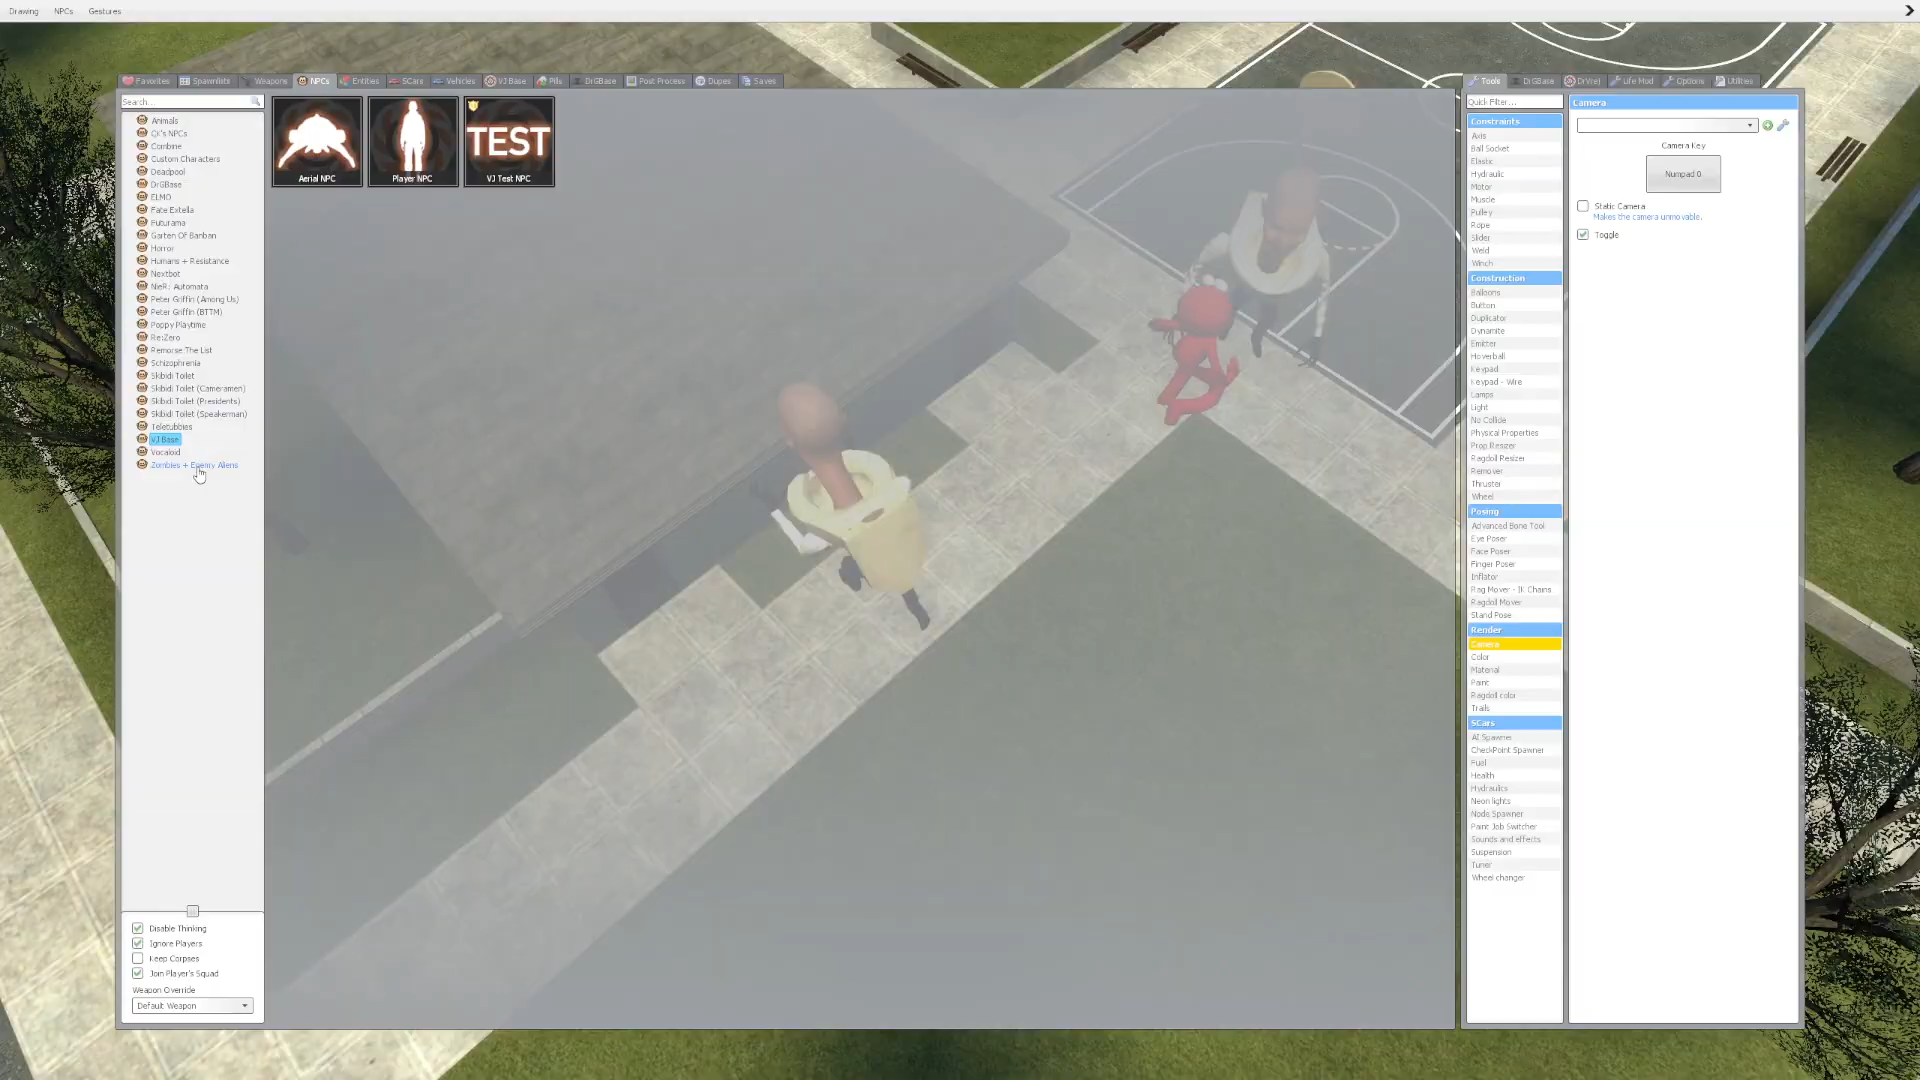 Drawing NPCs Gestures
Favorites Spawnlists Weapons NPCs Entities SCars Vehicles VJ Base Pills DrGBase Post Process Dupes Saves
Tools DrGBase DrVrej Life Mod Options Utilities
Search...
Animals
Combine
Custom Characters
Deadpool
DrGBase
ELMO
Fate Extella
Futurama
Garten Of Banban
Horror
Humans + Resistance
Nextbot
NieR: Automata
Peter Griffin (Among Us)
Peter Griffin (BTTM)
Poppy Playtime
Re:Zero
Remorse The List
Schizophrenia
Skibidi Toilet
Skibidi Toilet (Cameramen)
Skibidi Toilet (Presidents)
Skibidi Toilet (Speakerman)
Teletubbies
VJ Base
Vocaloid
Zombies + Enemy Aliens
Disable Thinking
Ignore Players
Keep Corpses
Join Player's Squad
Weapon Override
Default Weapon
Aerial NPC
Player NPC
TEST
VJ Test NPC
Quick Filter...
Constraints
Axis
Ball Socket
Elastic
Hydraulic
Motor
Muscle
Pulley
Rope
Slider
Weld
Winch
Construction
Balloons
Button
Duplicator
Dynamite
Emitter
Hoverball
Keypad
Keypad - Wire
Lamps
Light
No Collide
Physical Properties
Prop Resizer
Ragdoll Resizer
Remover
Thruster
Wheel
Posing
Advanced Bone Tool
Eye Poser
Face Poser
Finger Poser
Inflator
Rag Mover - IK Chains
Ragdoll Mover
Stand Pose
Render
Camera
Color
Material
Paint
Ragdoll color
Trails
SCars
AI Spawner
CheckPoint Spawner
Fuel
Health
Hydraulics
Neon lights
Node Spawner
Paint Job Switcher
Sounds and effects
Suspension
Tuner
Wheel changer
Camera
Camera Key
Numpad 0
Static Camera
Makes the camera unmovable.
Toggle